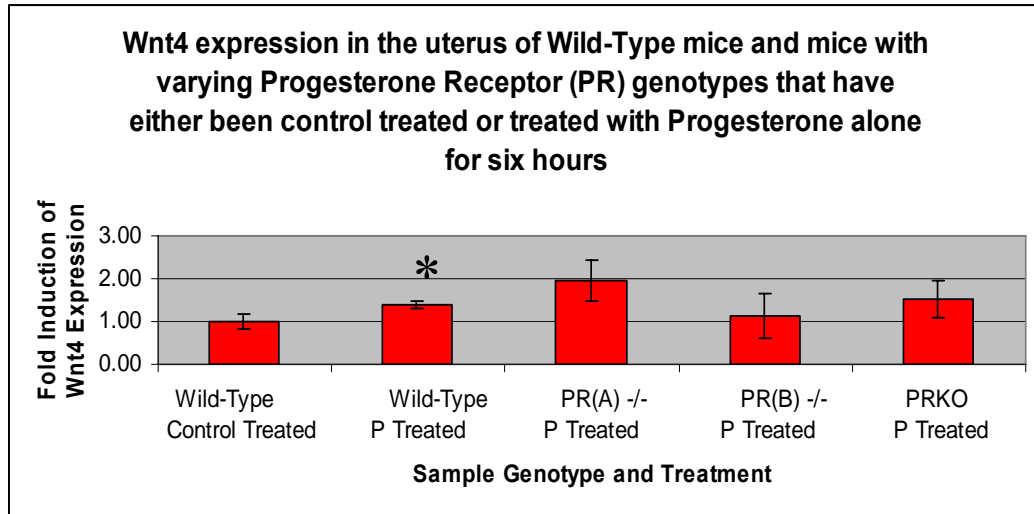 Wnt4 expression in the uterus of Wild-Type mice and mice with
varying Progesterone Receptor (PR) genotypes that have
either been control treated or treated with Progesterone alone
for six hours
Fold Induction of
Wnt4 Expression
3.00
2.00
1.00
0.00
*
Wild-Type
Control Treated
Wild-Type
P Treated
PR(A) -/-
P Treated
PR(B) -/-
P Treated
PRKO
P Treated
Sample Genotype and Treatment